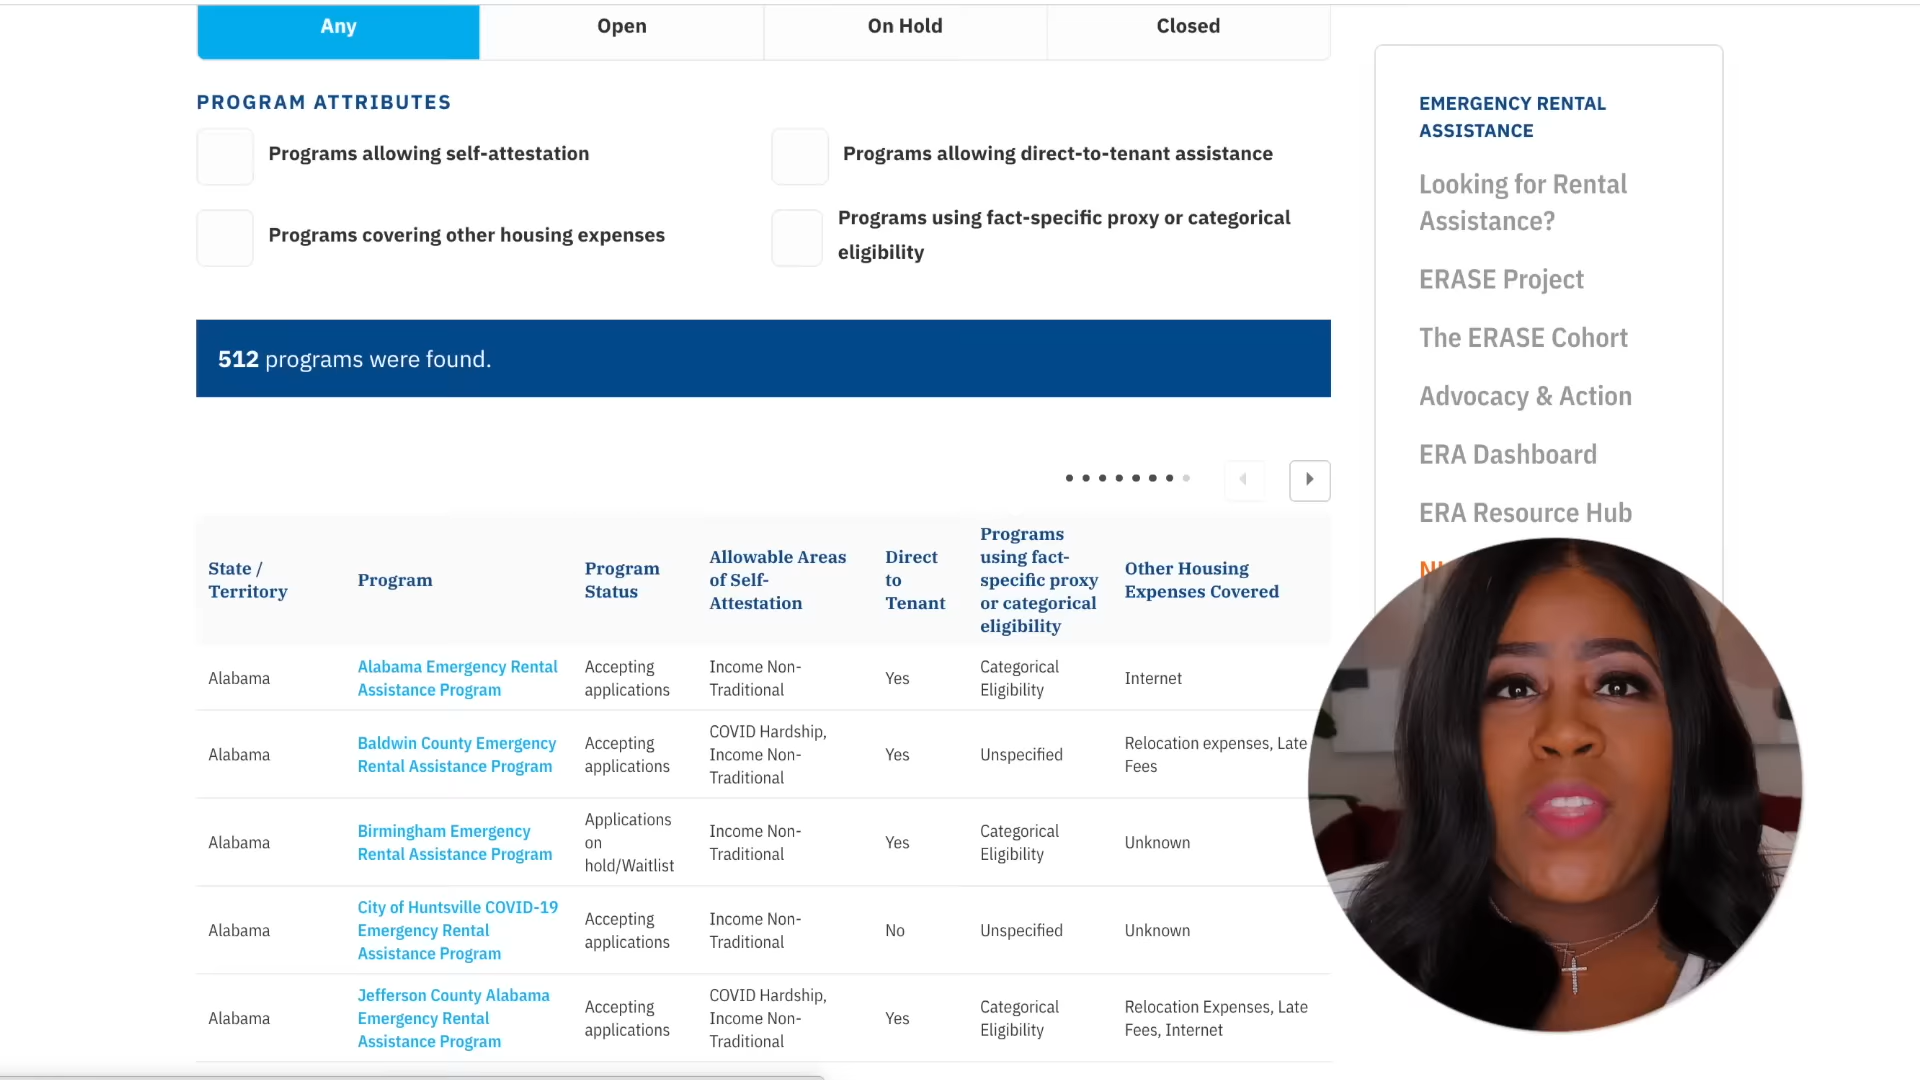 Any
Open
On Hold
Closed
PROGRAM ATTRIBUTES
Programs allowing self-attestation
Programs allowing direct-to-tenant assistance
Programs covering other housing expenses
Programs using fact-specific proxy or categorical
eligibility
512 programs were found.
State /
Territory
Program
Program
Status
Allowable Areas
of Self-
Attestation
Direct
to
Tenant
Programs
using fact-
specific proxy
or categorical
eligibility
Other Housing
Expenses Covered
Alabama
Alabama Emergency Rental
Assistance Program
Accepting
applications
Income Non-
Traditional
Yes
Categorical
Eligibility
Internet
Alabama
Baldwin County Emergency
Rental Assistance Program
Accepting
applications
COVID Hardship,
Income Non-
Traditional
Yes
Unspecified
Relocation expenses, Late
Fees
Alabama
Birmingham Emergency
Rental Assistance Program
Applications
on
hold/Waitlist
Income Non-
Traditional
Yes
Categorical
Eligibility
Unknown
Alabama
City of Huntsville COVID-19
Emergency Rental
Assistance Program
Accepting
applications
Income Non-
Traditional
No
Unspecified
Unknown
Alabama
Jefferson County Alabama
Emergency Rental
Assistance Program
Accepting
applications
COVID Hardship,
Income Non-
Traditional
Yes
Categorical
Eligibility
Relocation Expenses, Late
Fees, Internet
EMERGENCY RENTAL
ASSISTANCE
Looking for Rental
Assistance?
ERASE Project
The ERASE Cohort
Advocacy & Action
ERA Dashboard
ERA Resource Hub